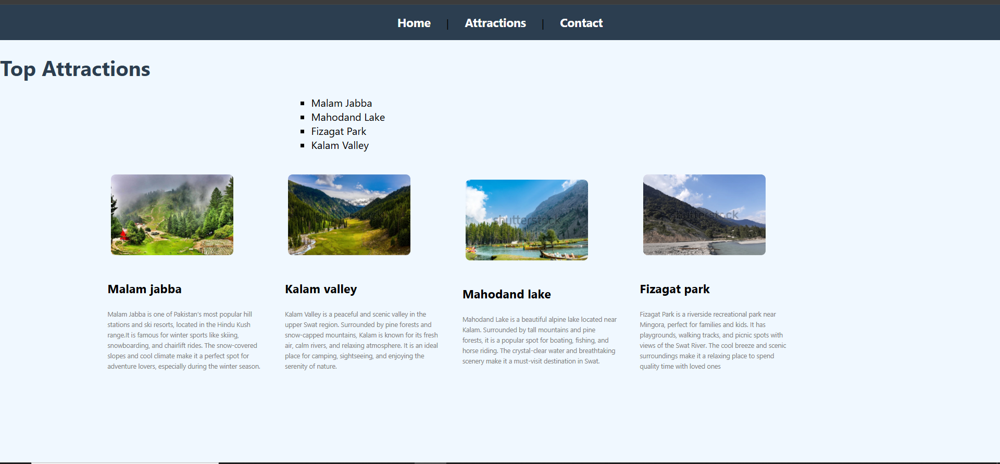 Home | Attractions | Contact
Top Attractions
Malam Jabba
Mahodand Lake
Fizagat Park
Kalam Valley
shutterstock
shutterstock
shutterstock
Malam jabba
Malam Jabba is one of Pakistan's most popular hill
stations and ski resorts, located in the Hindu Kush
range.It is famous for winter sports like skiing,
snowboarding, and chairlift rides. The snow-covered
slopes and cool climate make it a perfect spot for
adventure lovers, especially during the winter season.
Kalam valley
Kalam Valley is a peaceful and scenic valley in the
upper Swat region. Surrounded by pine forests and
snow-capped mountains, Kalam is known for its fresh
air, calm rivers, and relaxing atmosphere. It is an ideal
place for camping, sightseeing, and enjoying the
serenity of nature.
Mahodand lake
Mahodand Lake is a beautiful alpine lake located near
Kalam. Surrounded by tall mountains and pine
forests, it is a popular spot for boating, fishing, and
horse riding. The crystal-clear water and breathtaking
scenery make it a must-visit destination in Swat.
Fizagat park
Fizagat Park is a riverside recreational park near
Mingora, perfect for families and kids. It has
playgrounds, walking tracks, and picnic spots with
views of the Swat River. The cool breeze and scenic
surroundings make it a relaxing place to spend
quality time with loved ones